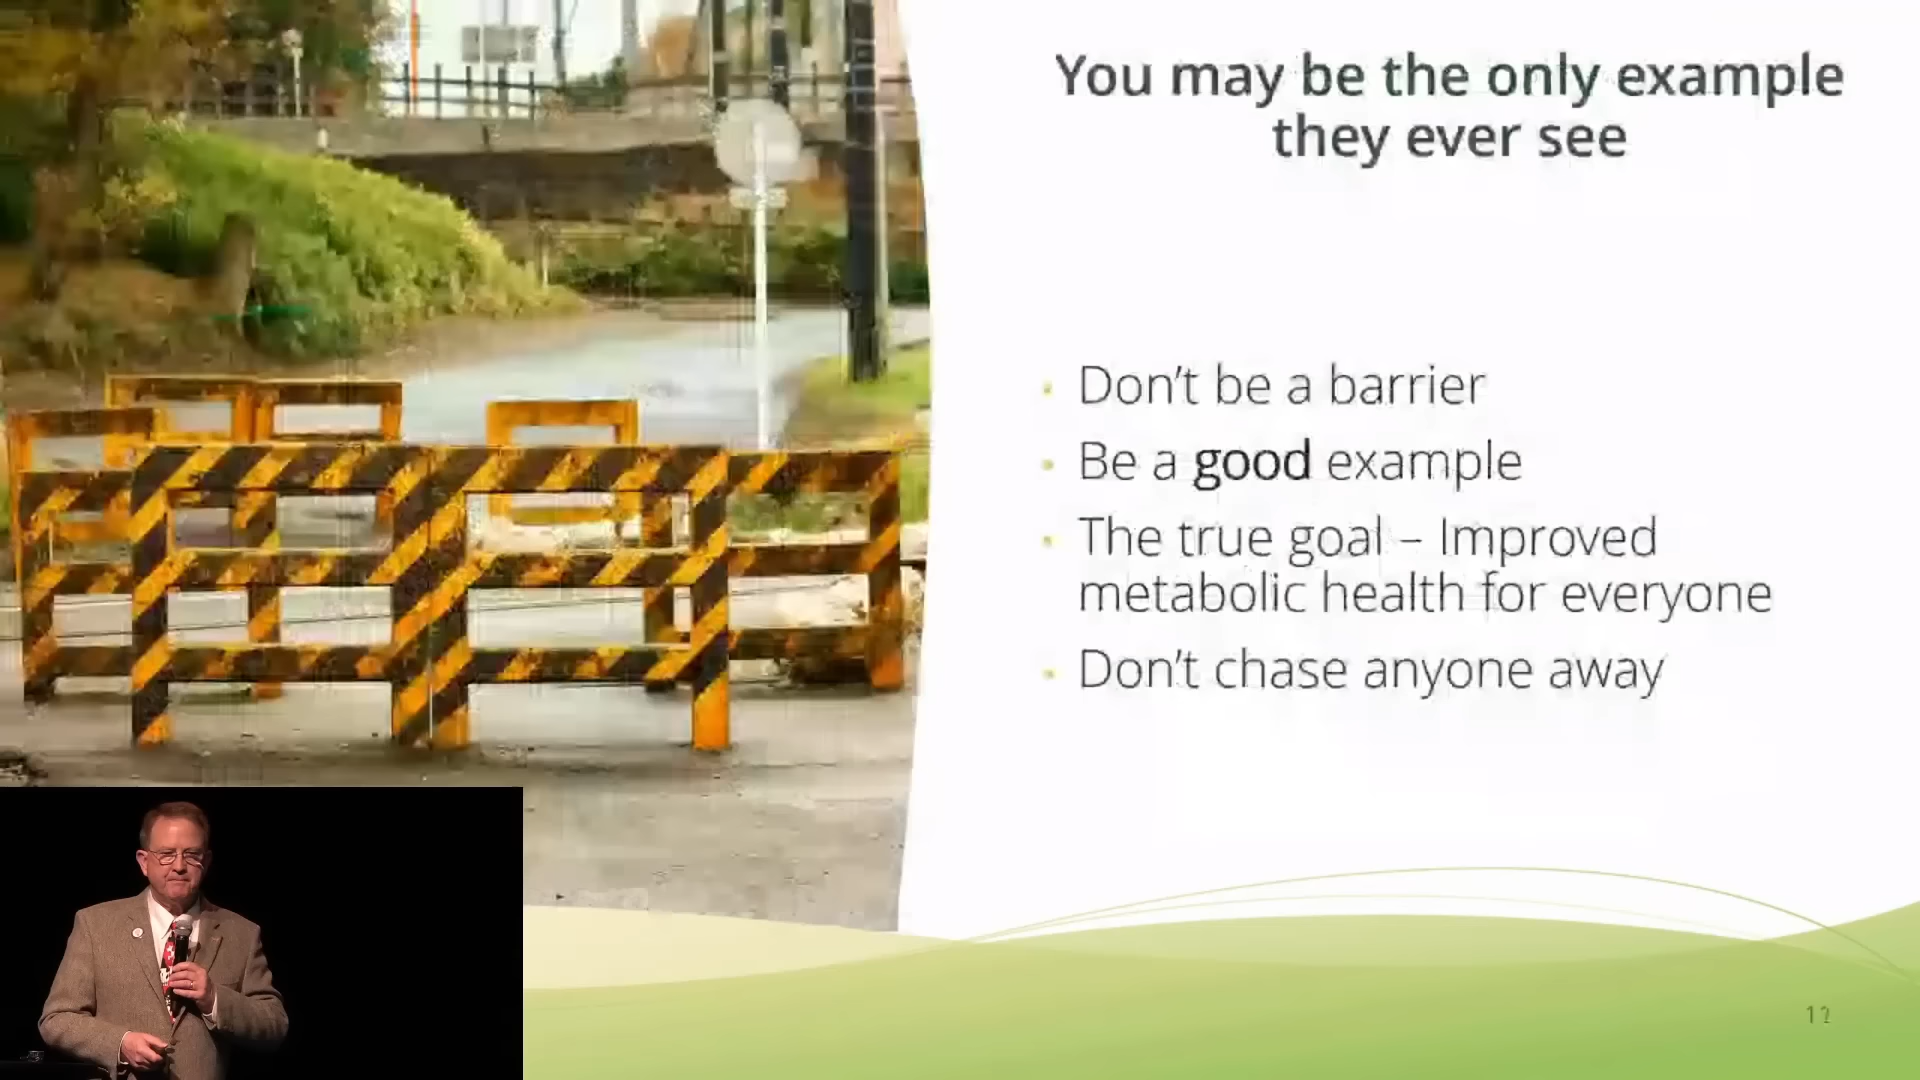 You may be the only example
they ever see
Don't be a barrier
Be a good example
The true goal – Improved
metabolic health for everyone
Don't chase anyone away
12